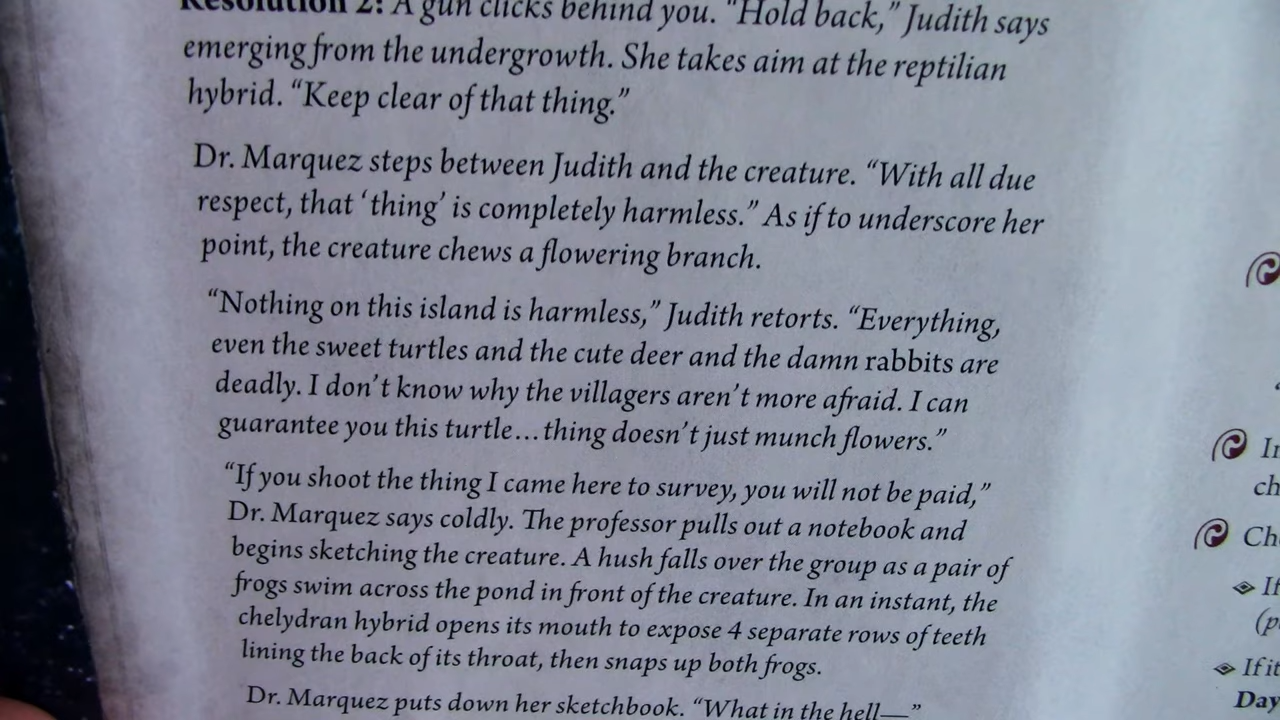 Resolution 2: A gun clicks behind you. “Hold back,” Judith says
emerging from the undergrowth. She takes aim at the reptilian
hybrid. “Keep clear of that thing.”
Dr. Marquez steps between Judith and the creature. “With all due
respect, that ‘thing’ is completely harmless.” As if to underscore her
point, the creature chews a flowering branch.
“Nothing on this island is harmless,” Judith retorts. “Everything,
even the sweet turtles and the cute deer and the damn rabbits are
deadly. I don’t know why the villagers aren’t more afraid. I can
guarantee you this turtle…thing doesn’t just munch flowers.”
“If you shoot the thing I came here to survey, you will not be paid,”
Dr. Marquez says coldly. The professor pulls out a notebook and
begins sketching the creature. A hush falls over the group as a pair of
frogs swim across the pond in front of the creature. In an instant, the
chelydran hybrid opens its mouth to expose 4 separate rows of teeth
lining the back of its throat, then snaps up both frogs.
Dr. Marquez puts down her sketchbook. “What in the hell—”
If
If it
Day